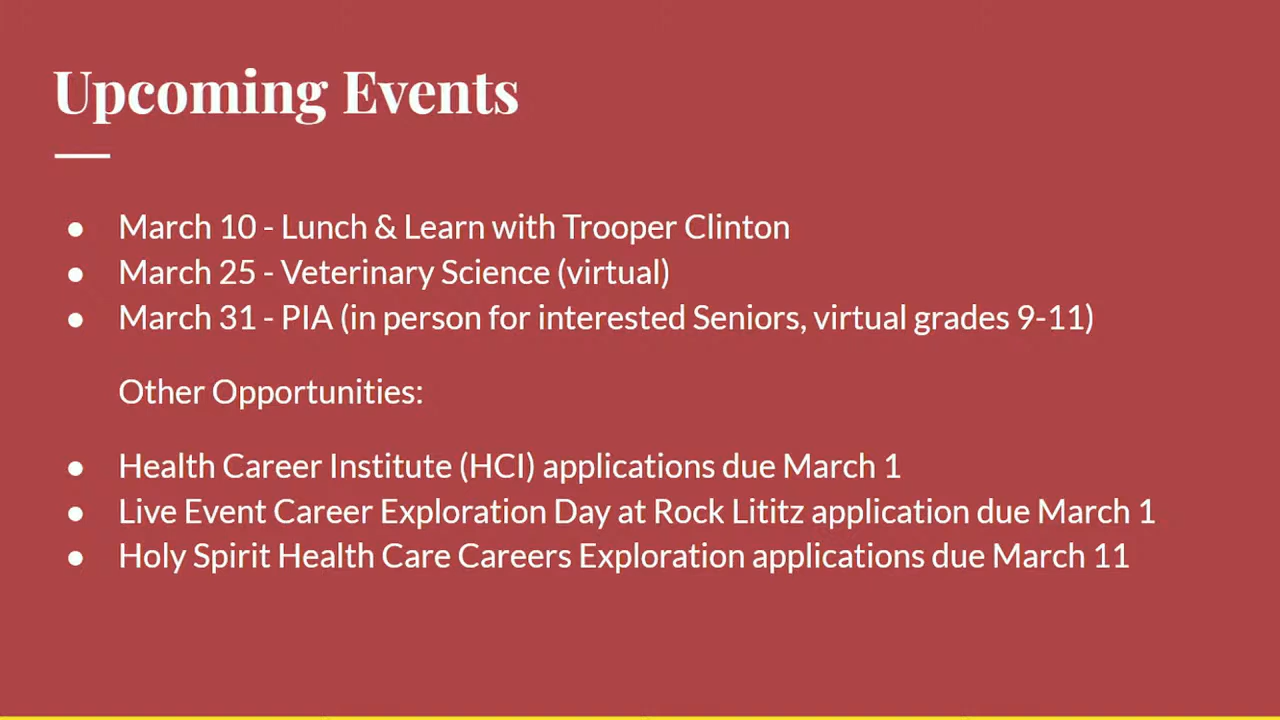 Upcoming Events
● March 10 - Lunch & Learn with Trooper Clinton
● March 25 - Veterinary Science (virtual)
● March 31 - PIA (in person for interested Seniors, virtual grades 9-11)
Other Opportunities:
● Health Career Institute (HCI) applications due March 1
● Live Event Career Exploration Day at Rock Lititz application due March 1
● Holy Spirit Health Care Careers Exploration applications due March 11